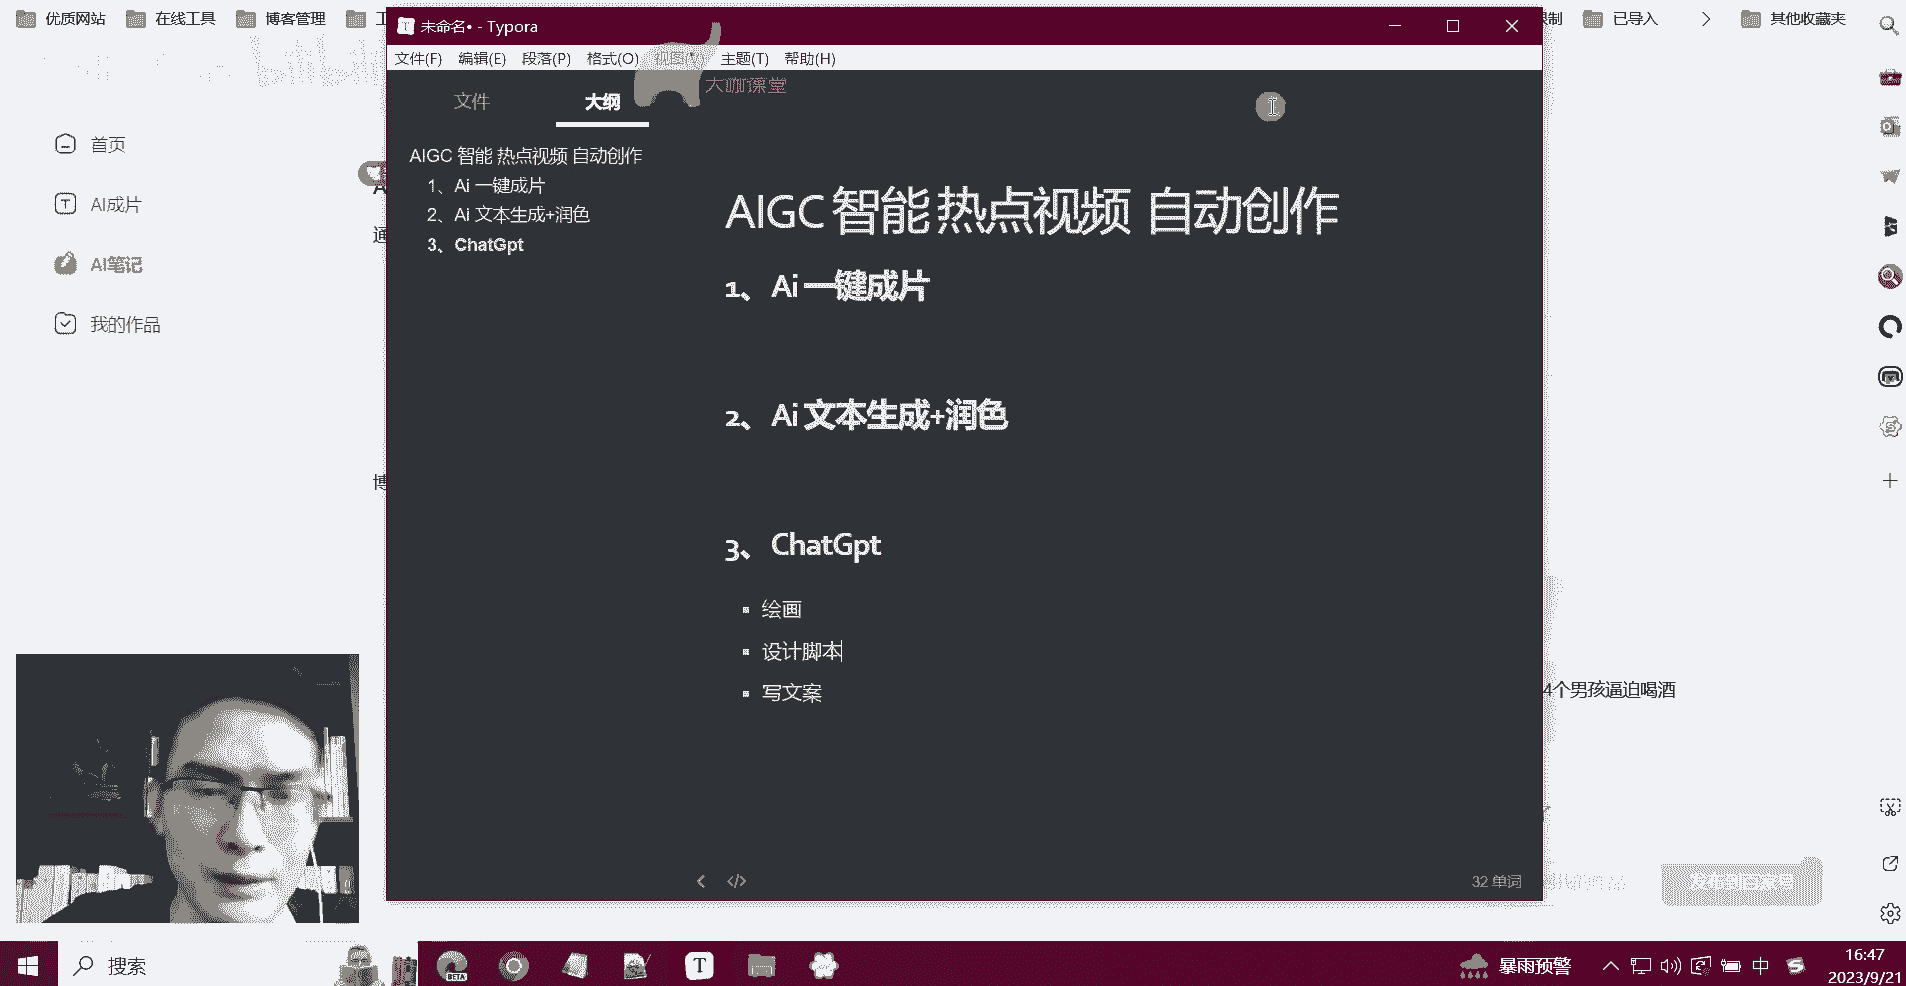 优质网站 在线工具 博客管理
已导入 其他收藏夹
未命名• - Typora
文件(F) 编辑(E) 段落(P) 格式(O) 视图(V) 主题(T) 帮助(H)
大咖课堂
文件 大纲
首页
AI成片
AI笔记
我的作品
AIGC 智能 热点视频 自动创作
1、Ai 一键成片
2、Ai 文本生成+润色
3、ChatGpt
AIGC 智能 热点视频 自动创作
1、 Ai 一键成片
2、 Ai 文本生成+润色
3、 ChatGpt
绘画
设计脚本
写文案
4个男孩逼迫喝酒
32 单词
发布到百家号
搜索
BETA
T
暴雨预警
中
16:47
2023/9/21